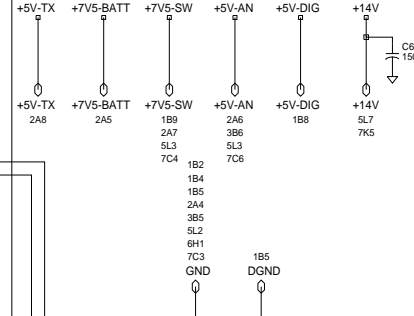 +5V-TX +7V5-BATT +7V5-SW +5V-AN +5V-DIG +14V
C6
150
+5V-TX +7V5-BATT +7V5-SW +5V-AN +5V-DIG +14V
2A8 2A5 1B9 2A6 1B8 5L7
2A7 3B6 7K5
5L3 5L3
7C4 7C6
1B2
1B4
1B5
2A4
3B5
5L2
6H1
7C3 1B5
GND DGND